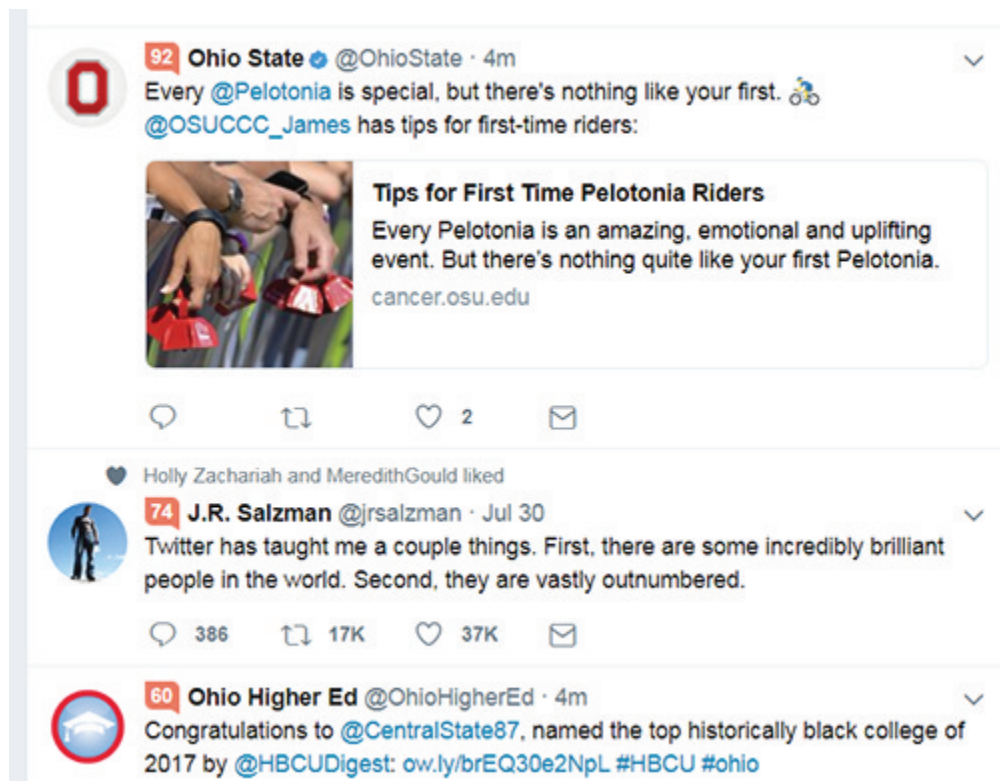 92 Ohio State @OhioState · 4m
Every @Pelotonia is special, but there's nothing like your first. 🚴
@OSUCCC_James has tips for first-time riders:
Tips for First Time Pelotonia Riders
Every Pelotonia is an amazing, emotional and uplifting
event. But there's nothing quite like your first Pelotonia.
cancer.osu.edu
2
Holly Zachariah and MeredithGould liked
74 J.R. Salzman @jrsalzman · Jul 30
Twitter has taught me a couple things. First, there are some incredibly brilliant
people in the world. Second, they are vastly outnumbered.
386 17K 37K
60 Ohio Higher Ed @OhioHigherEd · 4m
Congratulations to @CentralState87, named the top historically black college of
2017 by @HBCUDigest: ow.ly/brEQ30e2NpL #HBCU #ohio